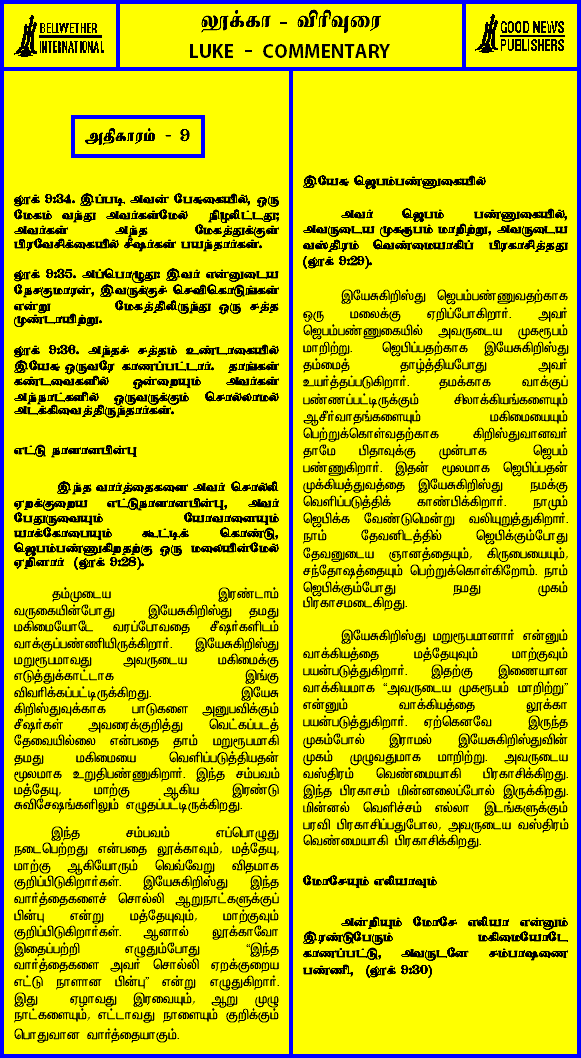 BELWETHER
INTERNATIONAL
லூக்கா - விரிவுரை
LUKE - COMMENTARY
GOOD NEWS
PUBLISHERS
அதிகாரம் - 9
லூக் 9:34. இப்படி அவன் பேசுகையில், ஒரு
மேகம் வந்து அவர்கள்மேல் நிழலிட்டது;
அவர்கள் அந்த மேகத்துக்குள்
பிரவேசிக்கையில் சீஷர்கள் பயந்தார்கள்.
லூக் 9:35. அப்பொழுது: இவர் என்னுடைய
நேசகுமாரன், இவருக்குச் செவிகொடுங்கள்
என்று மேகத்திலிருந்து ஒரு சத்த
முண்டாயிற்று.
லூக் 9:36. அந்தச் சத்தம் உண்டாகையில்
இயேசு ஒருவரே காணப்பட்டார். தாங்கள்
கண்டவைகளில் ஒன்றையும் அவர்கள்
அந்நாட்களில் ஒருவருக்கும் சொல்லாமல்
அடக்கிவைத்திருந்தார்கள்.
எட்டு நாளானபின்பு
இந்த வார்த்தைகளை அவர் சொல்லி
ஏறக்குறைய எட்டுநாளானபின்பு, அவர்
பேதுருவையும் யோவானையும்
யாக்கோபையும் கூட்டிக் கொண்டு,
ஜெபம்பண்ணுகிறதற்கு ஒரு மலையின்மேல்
ஏறினார் (லூக் 9:28).
தம்முடைய இரண்டாம்
வருகையின்போது இயேசுகிறிஸ்து தமது
மகிமையோடே வரப்போவதை சீஷர்களிடம்
வாக்குப்பண்ணியிருக்கிறார். இயேசுகிறிஸ்து
மறுரூபமாவது அவருடைய மகிமைக்கு
எடுத்துக்காட்டாக இங்கு
விவரிக்கப்பட்டிருக்கிறது. இயேசு
கிறிஸ்துவுக்காக பாடுகளை அனுபவிக்கும்
சீஷர்கள் அவரைக்குறித்து வெட்கப்படத்
தேவையில்லை என்பதை தாம் மறுரூபமாகி
தமது மகிமையை வெளிப்படுத்தியதன்
மூலமாக உறுதிபண்ணுகிறார். இந்த சம்பவம்
மத்தேயு, மாற்கு ஆகிய இரண்டு
சுவிசேஷங்களிலும் எழுதப்பட்டிருக்கிறது.
இந்த சம்பவம் எப்பொழுது
நடைபெற்றது என்பதை லூக்காவும், மத்தேயு,
மாற்கு ஆகியோரும் வெவ்வேறு விதமாக
குறிப்பிடுகிறார்கள். இயேசுகிறிஸ்து இந்த
வார்த்தைகளைச் சொல்லி ஆறுநாட்களுக்குப்
பின்பு என்று மத்தேயுவும், மாற்குவும்
குறிப்பிடுகிறார்கள். ஆனால் லூக்காவோ
இதைப்பற்றி எழுதும்போது “இந்த
வார்த்தைகளை அவர் சொல்லி ஏறக்குறைய
எட்டு நாளான பின்பு” என்று எழுதுகிறார்.
இது ஏழாவது இரவையும், ஆறு முழு
நாட்களையும், எட்டாவது நாளையும் குறிக்கும்
பொதுவான வார்த்தையாகும்.
இயேசு ஜெபம்பண்ணுகையில்
அவர் ஜெபம் பண்ணுகையில்,
அவருடைய முகரூபம் மாறிற்று, அவருடைய
வஸ்திரம் வெண்மையாகிப் பிரகாசித்தது
(லூக் 9:29).
இயேசுகிறிஸ்து ஜெபம்பண்ணுவதற்காக
ஒரு மலைக்கு ஏறிப்போகிறார். அவர்
ஜெபம்பண்ணுகையில் அவருடைய முகரூபம்
மாறிற்று. ஜெபிப்பதற்காக இயேசுகிறிஸ்து
தம்மைத் தாழ்த்தியபோது அவர்
உயர்த்தப்படுகிறார். தமக்காக வாக்குப்
பண்ணப்பட்டிருக்கும் சிலாக்கியங்களையும்
ஆசீர்வாதங்களையும் மகிமையையும்
பெற்றுக்கொள்வதற்காக கிறிஸ்துவானவர்
தாமே பிதாவுக்கு முன்பாக ஜெபம்
பண்ணுகிறார். இதன் மூலமாக ஜெபிப்பதன்
முக்கியத்துவத்தை இயேசுகிறிஸ்து நமக்கு
வெளிப்படுத்திக் காண்பிக்கிறார். நாமும்
ஜெபிக்க வேண்டுமென்று வலியுறுத்துகிறார்.
நாம் தேவனிடத்தில் ஜெபிக்கும்போது
தேவனுடைய ஞானத்தையும், கிருபையையும்,
சந்தோஷத்தையும் பெற்றுக்கொள்கிறோம். நாம்
ஜெபிக்கும்போது நமது முகம்
பிரகாசமடைகிறது.
இயேசுகிறிஸ்து மறுரூபமானார் என்னும்
வாக்கியத்தை மத்தேயுவும் மாற்குவும்
பயன்படுத்துகிறார். இதற்கு இணையான
வாக்கியமாக “அவருடைய முகரூபம் மாறிற்று”
என்னும் வாக்கியத்தை லூக்கா
பயன்படுத்துகிறார். ஏற்கெனவே இருந்த
முகம்போல் இராமல் இயேசுகிறிஸ்துவின்
முகம் முழுவதுமாக மாறிற்று. அவருடைய
வஸ்திரம் வெண்மையாகி பிரகாசிக்கிறது.
இந்த பிரகாசம் மின்னலைப்போல் இருக்கிறது.
மின்னல் வெளிச்சம் எல்லா இடங்களுக்கும்
பரவி பிரகாசிப்பதுபோல, அவருடைய வஸ்திரம்
வெண்மையாகி பிரகாசிக்கிறது.
மோசேயும் எலியாவும்
அன்றியும் மோசே எலியா என்னும்
இரண்டுபேரும் மகிமையோடே
காணப்பட்டு, அவருடனே சம்பாஷணை
பண்ணி, (லூக் 9:30)